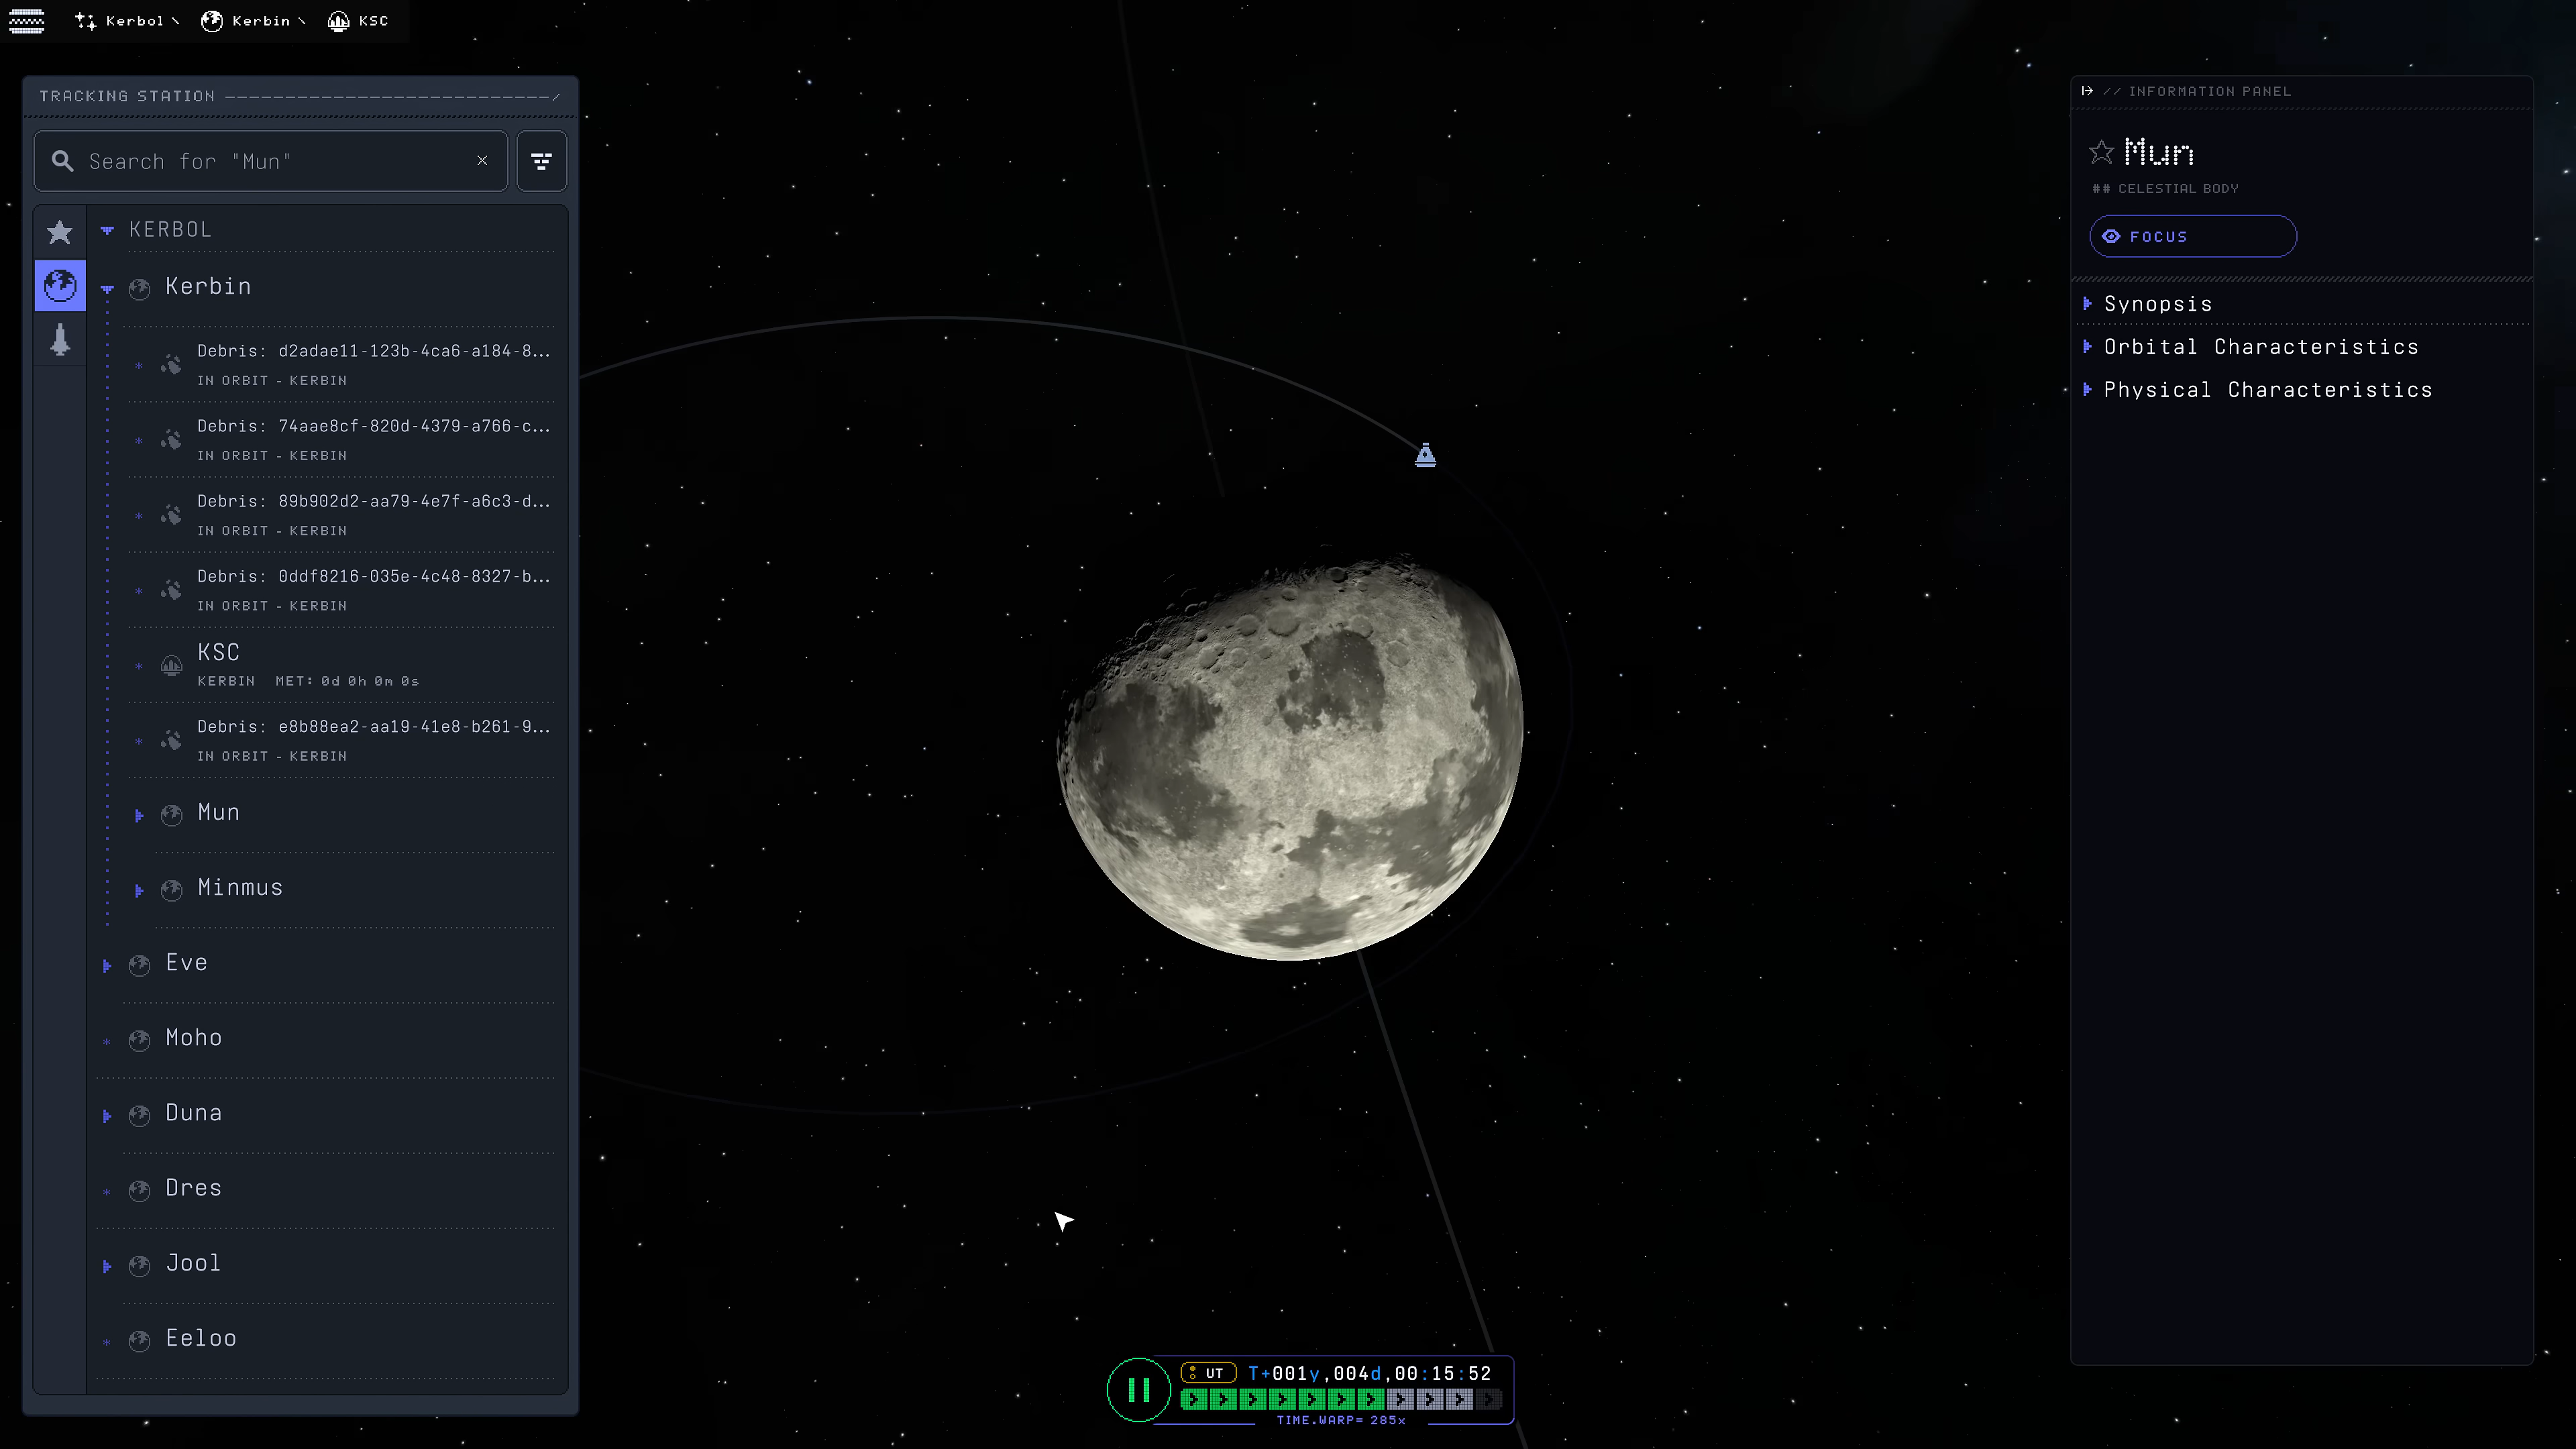 Kerbol \ Kerbin \ KSC
TRACKING STATION
Search for "Mun"
KERBOL
Kerbin
Debris: d2adae11-123b-4ca6-a184-8...
IN ORBIT - KERBIN
Debris: 74aae8cf-820d-4379-a766-c...
IN ORBIT - KERBIN
Debris: 89b902d2-aa79-4e7f-a6c3-d...
IN ORBIT - KERBIN
Debris: 0ddf8216-035e-4c48-8327-b...
IN ORBIT - KERBIN
KSC
KERBIN MET: 0d 0h 0m 0s
Debris: e8b88ea2-aa19-41e8-b261-9...
IN ORBIT - KERBIN
Mun
Minmus
Eve
Moho
Duna
Dres
Jool
Eeloo
// INFORMATION PANEL
Mun
## CELESTIAL BODY
FOCUS
Synopsis
Orbital Characteristics
Physical Characteristics
UT T+001y,004d,00:15:52
TIME.WARP= 285x